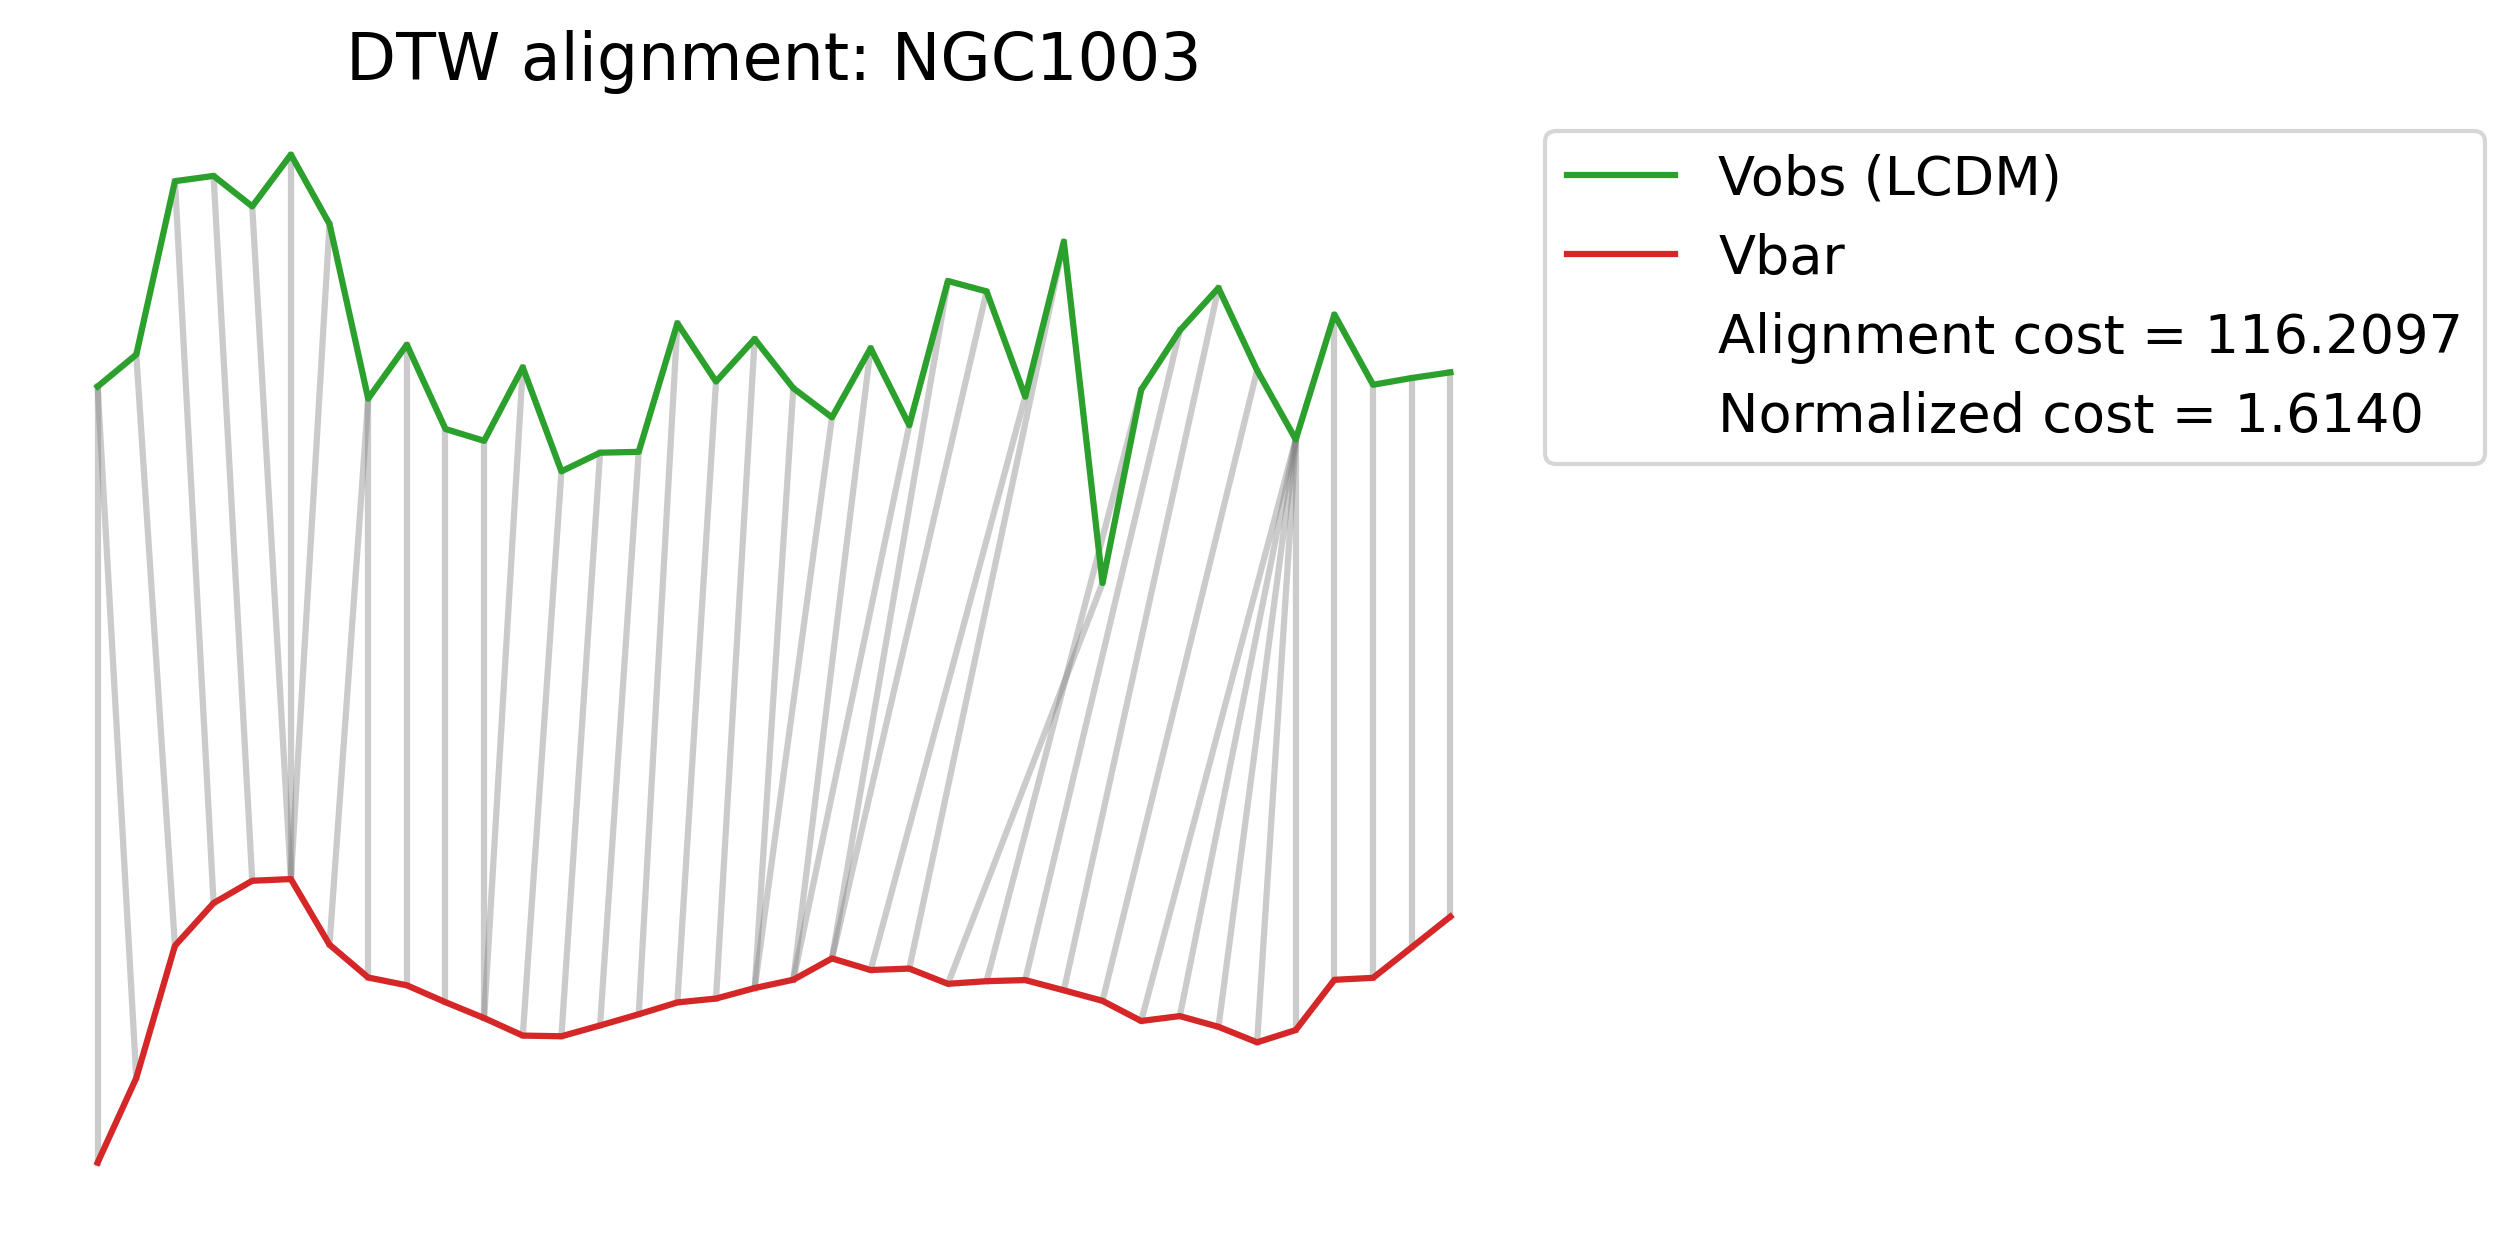 DTW alignment: NGC1003
Vobs (LCDM)
Vbar
Alignment cost = 116.2097
Normalized cost = 1.6140